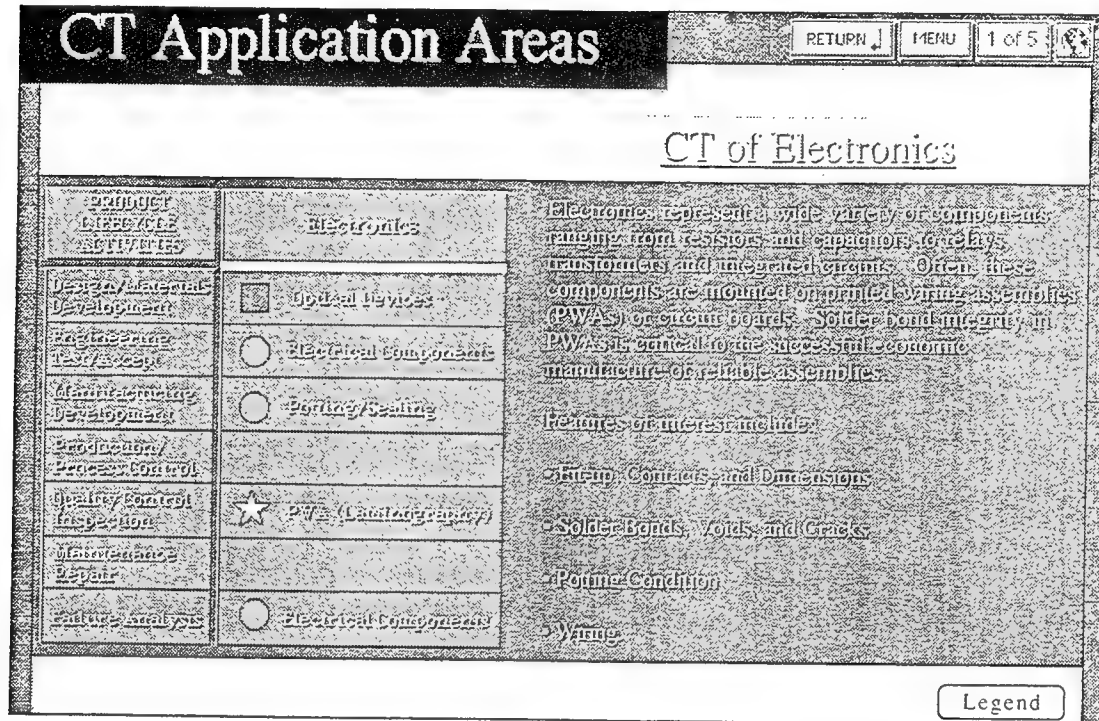 CT Application Areas
RETURN MENU 1 of 5
CT of Electronics
PRODUCT
LIFECYCLE
ACTIVITIES
Electronics
Design/Materials
Development
Optical Devices
Engineering
Test/Accept
Electrical Components
Manufacturing
Development
Potting/Sealing
Production/
Process Control
Quality Control
Inspection
PWA (Laminography)
Maintenance
Repair
Failure Analysis
Electrical Components
Electronics represent a wide variety of components
ranging from resistors and capacitors to relays,
transformers and integrated circuits. Often, these
components are mounted on printed wiring assemblies
(PWAs) or circuit boards. Solder bond integrity in
PWAs is critical to the successful economic
manufacture of reliable assemblies.
Features of interest include:
• Fit-up, Contacts, and Dimensions
• Solder Bonds, Voids, and Cracks
• Potting Condition
• Wiring
Legend